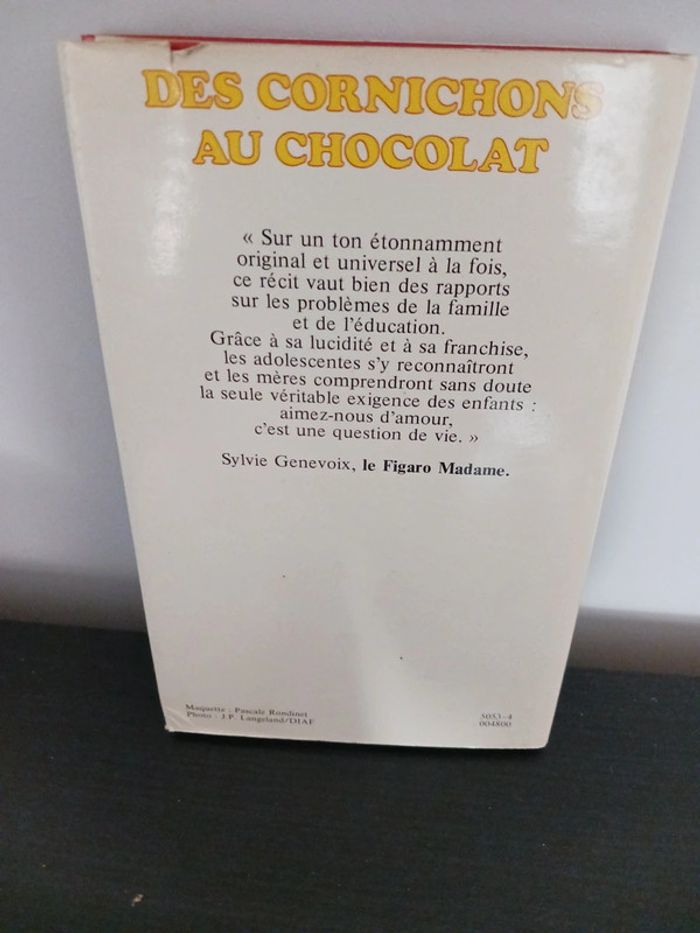 DES CORNICHONS
AU CHOCOLAT
« Sur un ton étonnamment
original et universel à la fois,
ce récit vaut bien des rapports
sur les problèmes de la famille
et de l'éducation.
Grâce à sa lucidité et à sa franchise,
les adolescentes s'y reconnaîtront
et les mères comprendront sans doute
la seule véritable exigence des enfants :
aimez-nous d'amour,
c'est une question de vie. »
Sylvie Genevoix, le Figaro Madame.
Maquette : Pascale Rondinet
Photo : J.P. Langeland/DIAF
5053-4
004800